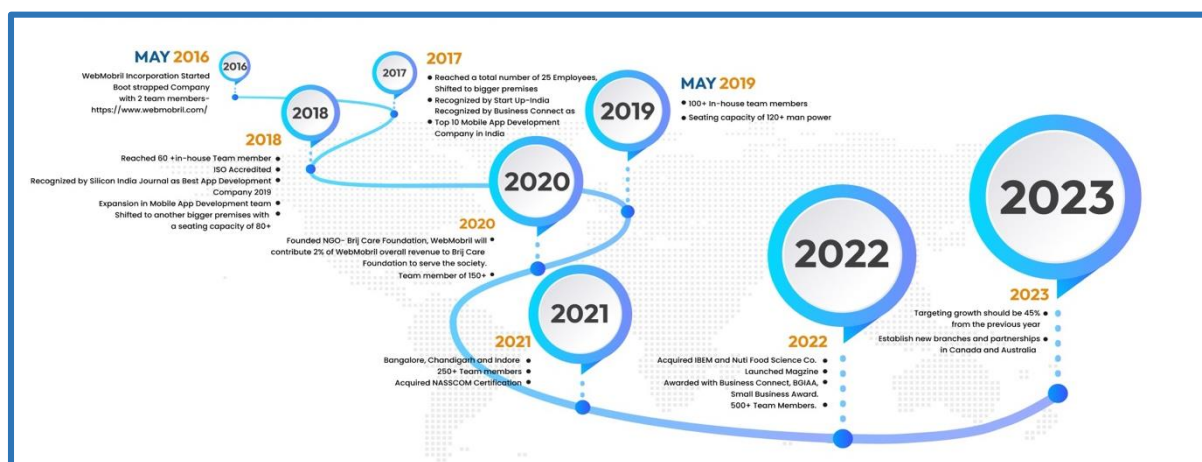 MAY 2016
WebMobril Incorporation Started
Boot strapped Company
with 2 team members-
https://www.webmobril.com/
2016
2017
2017
Reached a total number of 25 Employees,
Shifted to bigger premises
Recognized by Start Up-India
Recognized by Business Connect as
Top 10 Mobile App Development
Company in India
2018
2018
Reached 60 +in-house Team member
ISO Accredited
Recognized by Silicon India Journal as Best App Development
Company 2019
Expansion in Mobile App Development team
Shifted to another bigger premises with
a seating capacity of 80+
2019
MAY 2019
100+ In-house team members
Seating capacity of 120+ man power
2020
2020
Founded NGO- Brij Care Foundation, WebMobril will
contribute 2% of WebMobril overall revenue to Brij Care
Foundation to serve the society.
Team member of 150+
2021
2021
Bangalore, Chandigarh and Indore
250+ Team members
Acquired NASSCOM Certification
2022
2022
Acquired IBEM and Nuti Food Science Co.
Launched Magzine
Awarded with Business Connect, BGIAA,
Small Business Award.
500+ Team Members.
2023
2023
Targeting growth should be 45%
from the previous year
Establish new branches and partnerships
in Canada and Australia